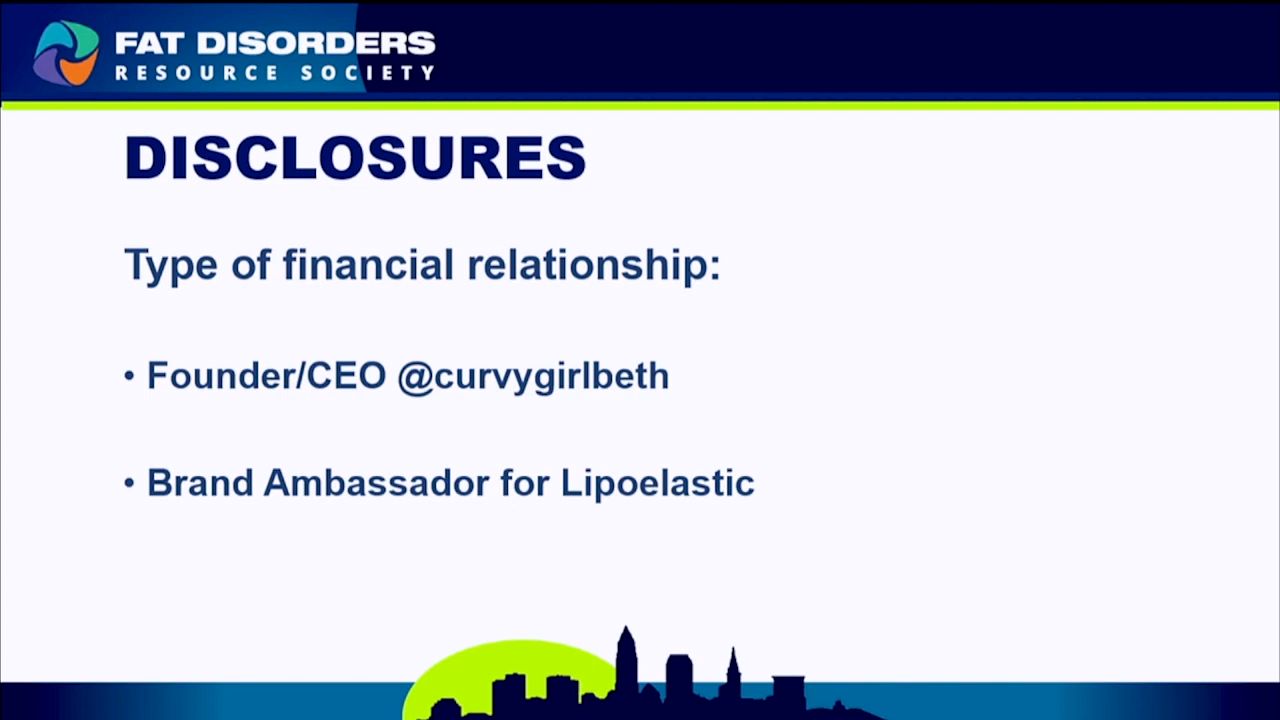 FAT DISORDERS
RESOURCE SOCIETY
DISCLOSURES
Type of financial relationship:
• Founder/CEO @curvygirlbeth
• Brand Ambassador for Lipoelastic